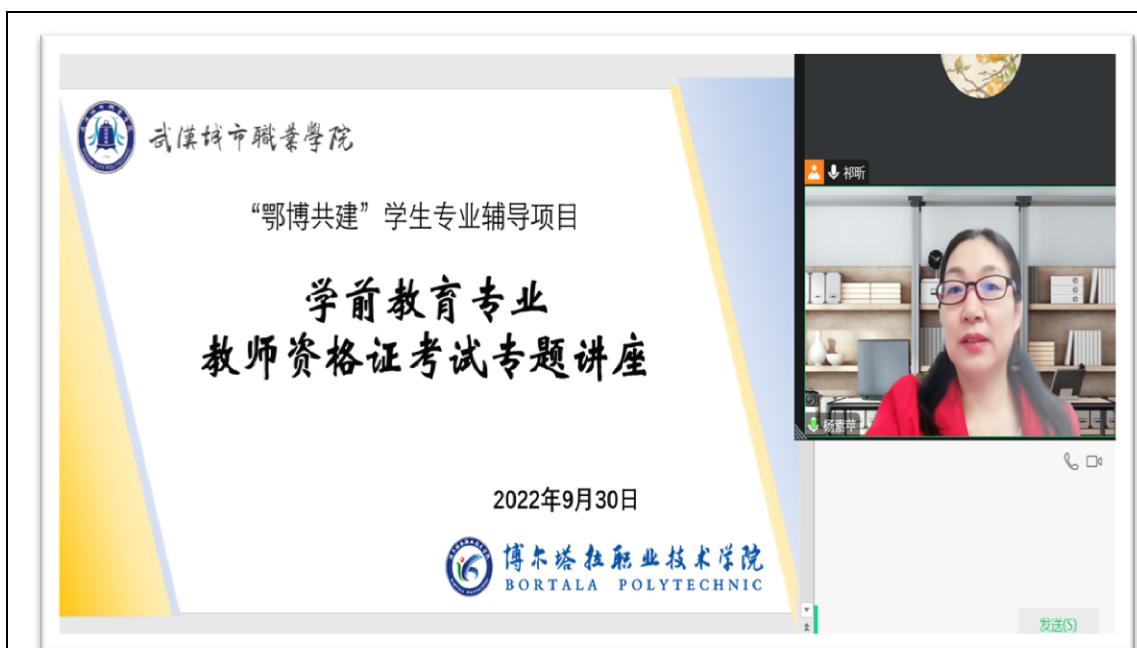 武漢城市職業學院
“鄂博共建”学生专业辅导项目
学前教育专业
教师资格证考试专题讲座
2022年9月30日
博尔塔拉职业技术学院
BORTALA POLYTECHNIC
祁昕
杨素苹
发送(S)